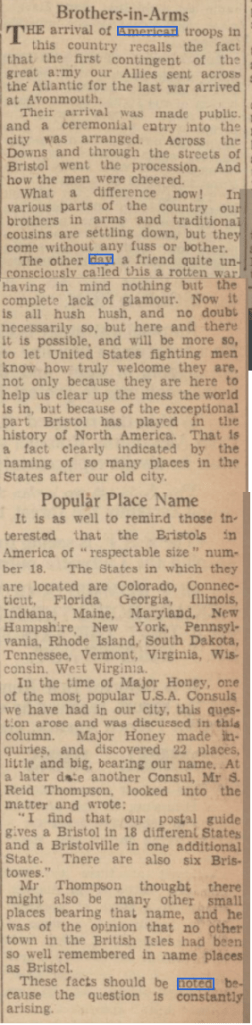 Brothers-in-Arms
THE arrival of American troops in
this country recalls the fact
that the first contingent of the
great army our Allies sent across
the Atlantic for the last war arrived
at Avonmouth.
Their arrival was made public,
and a ceremonial entry into the
city was arranged. Across the
Downs and through the streets of
Bristol went the procession. And
how the men were cheered.
What a difference now! In
various parts of the country our
brothers in arms and traditional
cousins are settling down, but they
come without any fuss or bother.
The other day a friend quite un-
consciously called this a rotten war
having in mind nothing but the
complete lack of glamour. Now it
is all hush hush, and no doubt
necessarily so, but here and there
it is possible, and will be more so,
to let United States fighting men
know how truly welcome they are,
not only because they are here to
help us clear up the mess the world
is in, but because of the exceptional
part Bristol has played in the
history of North America. That is
a fact clearly indicated by the
naming of so many places in the
States after our old city.
Popular Place Name
It is as well to remind those in-
terested that the Bristols in
America of "respectable size" num-
ber 18. The States in which they
are located are Colorado, Connec-
ticut, Florida Georgia, Illinois,
Indiana, Maine, Maryland, New
Hampshire, New York, Pennsyl-
vania, Rhode Island, South Dakota,
Tennessee, Vermont, Virginia, Wis-
consin, West Virginia.
In the time of Major Honey, one
of the most popular U.S.A. Consuls
we have had in our city, this ques-
tion arose and was discussed in this
column. Major Honey made in-
quiries, and discovered 22 places,
little and big, bearing our name. At
a later date another Consul, Mr S.
Reid Thompson, looked into the
matter and wrote:
"I find that our postal guide
gives a Bristol in 18 different States
and a Bristolville in one additional
State. There are also six Bris-
towes."
Mr Thompson thought there
might also be many other small
places bearing that name, and he
was of the opinion that no other
town in the British Isles had been
so well remembered in name places
as Bristol.
These facts should be noted be-
cause the question is constantly
arising.